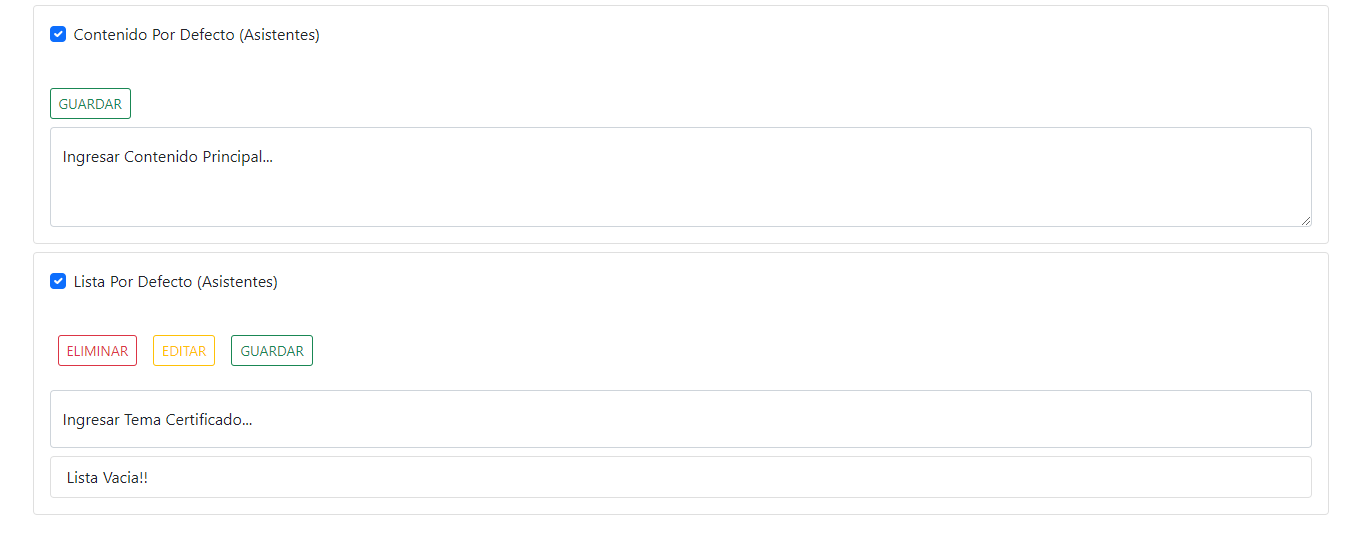 Contenido Por Defecto (Asistentes)
GUARDAR
Ingresar Contenido Principal...
Lista Por Defecto (Asistentes)
ELIMINAR EDITAR GUARDAR
Ingresar Tema Certificado...
Lista Vacia!!